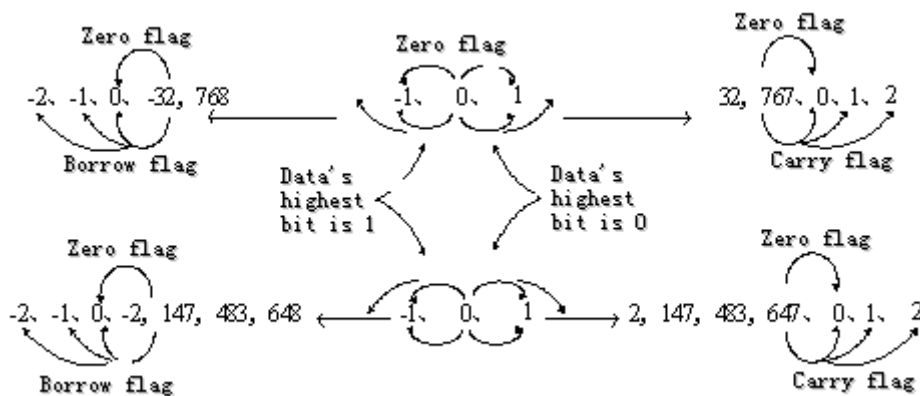 Zero flag
Zero flag
Zero flag
-2、-1、0、-32, 768
-1、 0、 1
32, 767、0、1、2
Borrow flag
Carry flag
Data's
highest
bit is 1
Data's
highest
bit is 0
Zero flag
Zero flag
-2、-1、0、-2, 147, 483, 648
-1、 0、 1
2, 147, 483, 647、0、1、2
Borrow flag
Carry flag